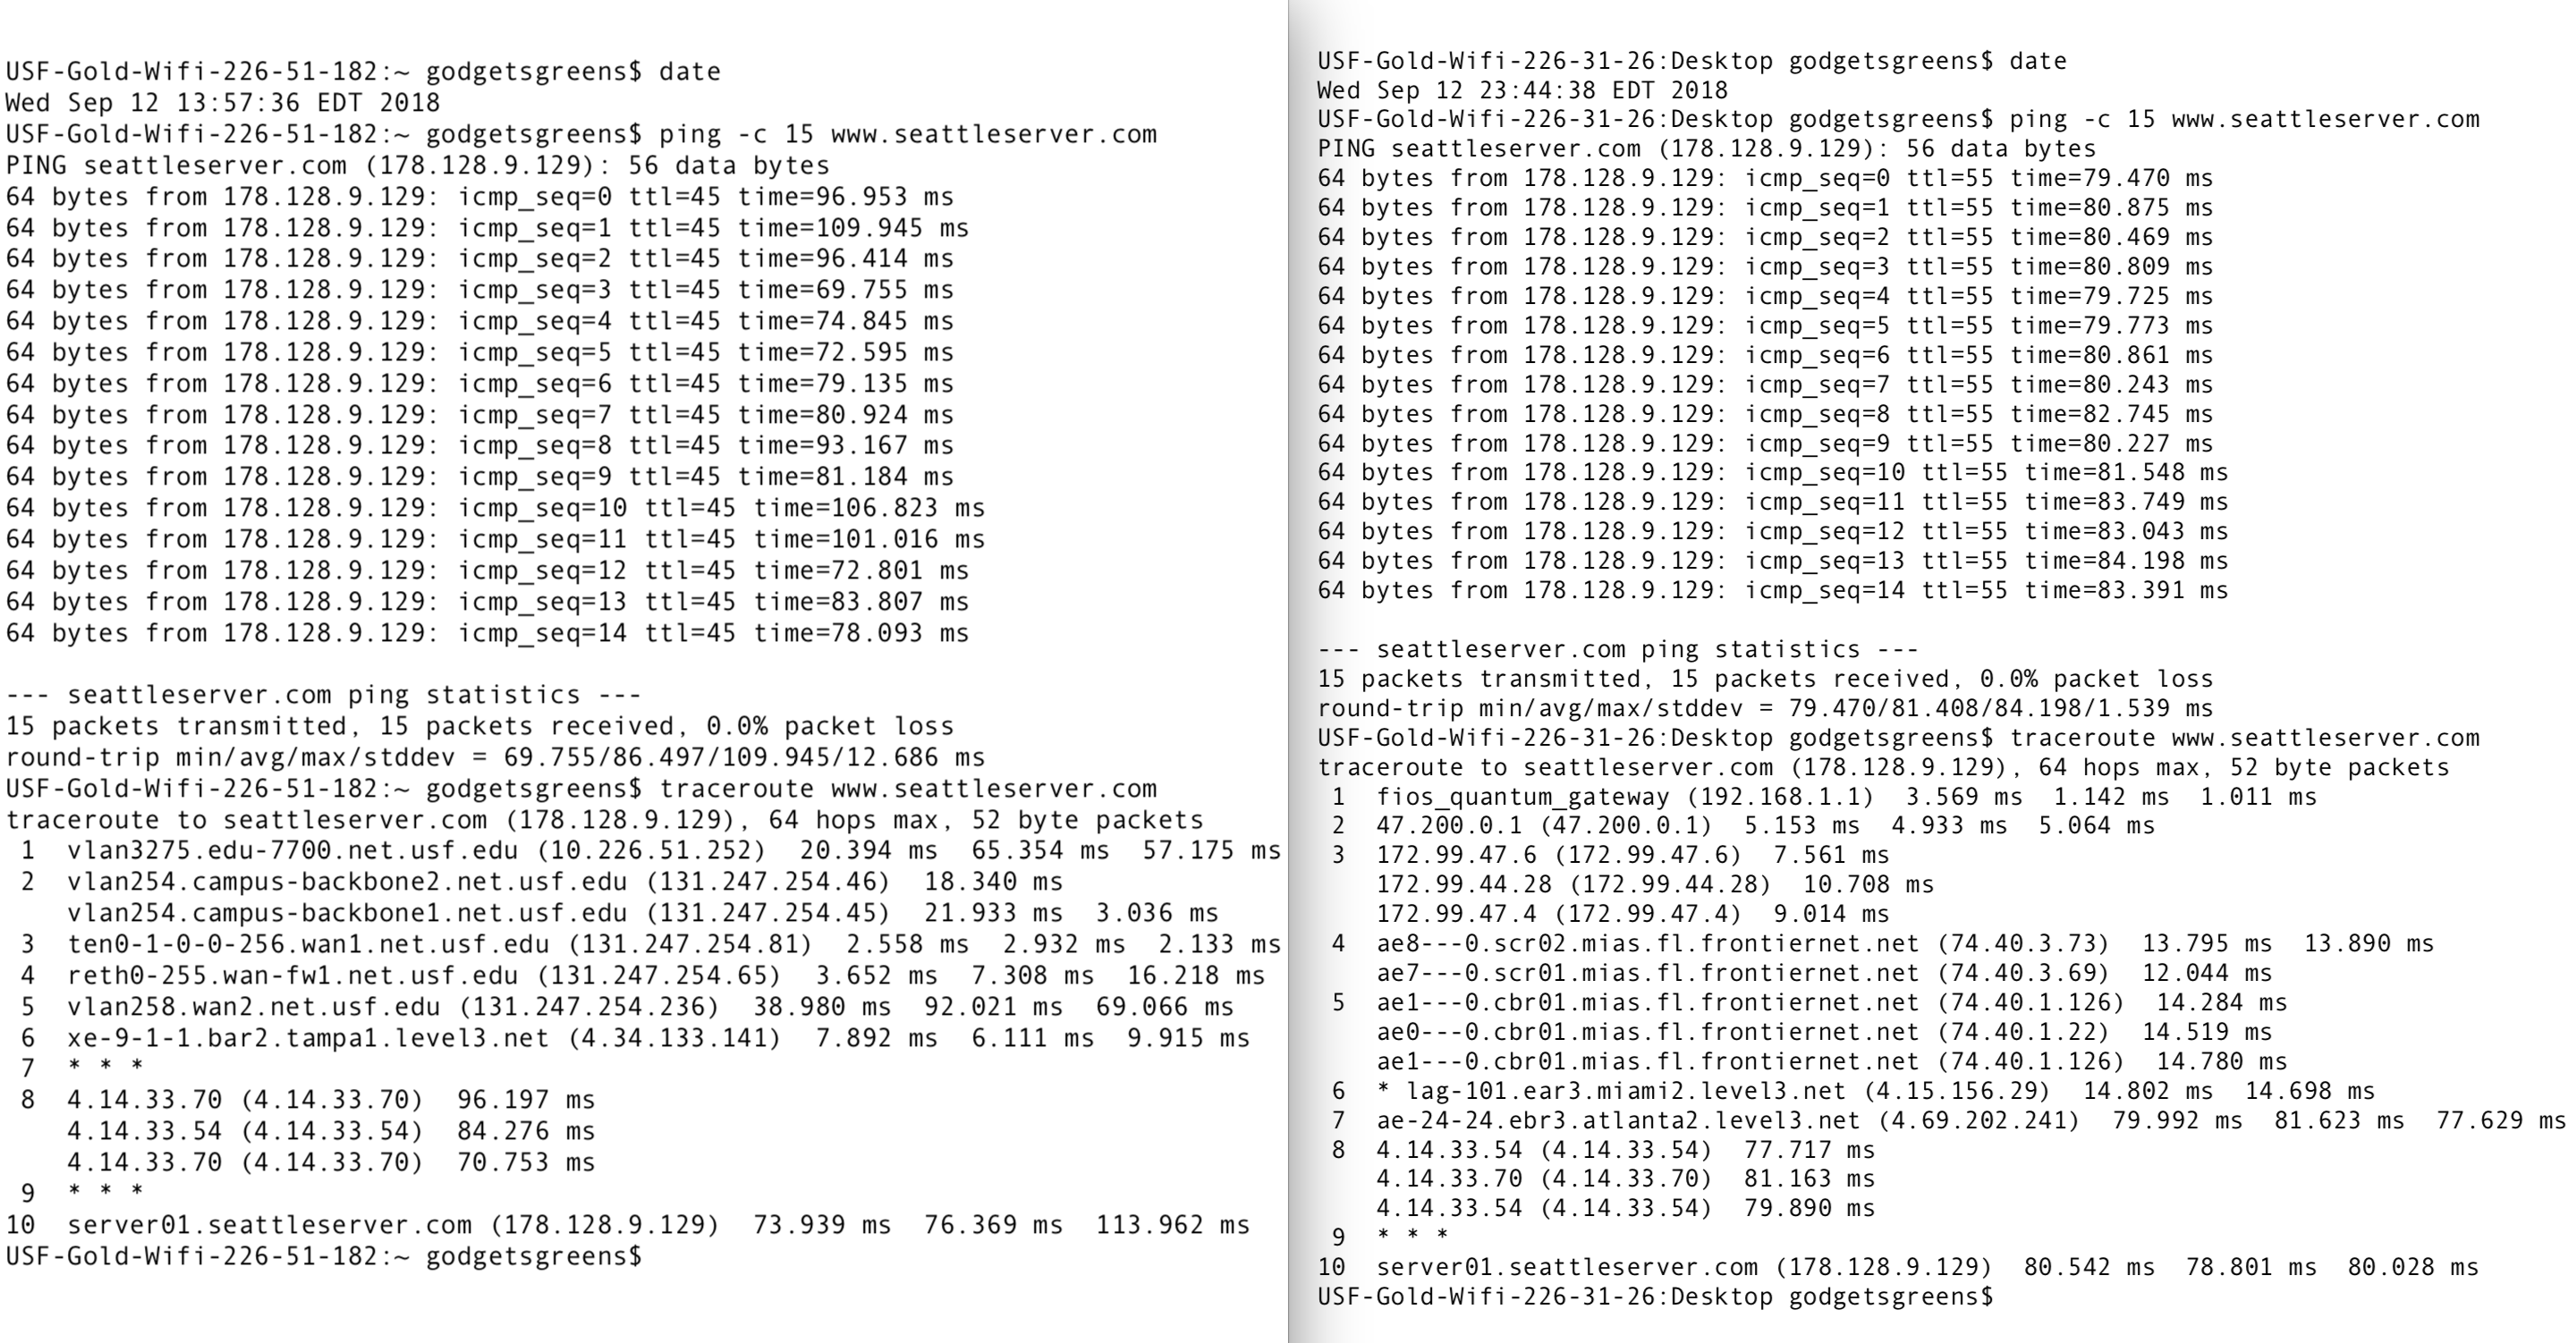 USF-Gold-Wifi-226-51-182:~ godgetsgreens$ date
Wed Sep 12 13:57:36 EDT 2018
USF-Gold-Wifi-226-51-182:~ godgetsgreens$ ping -c 15 www.seattleserver.com
PING seattleserver.com (178.128.9.129): 56 data bytes
64 bytes from 178.128.9.129: icmp_seq=0 ttl=45 time=96.953 ms
64 bytes from 178.128.9.129: icmp_seq=1 ttl=45 time=109.945 ms
64 bytes from 178.128.9.129: icmp_seq=2 ttl=45 time=96.414 ms
64 bytes from 178.128.9.129: icmp_seq=3 ttl=45 time=69.755 ms
64 bytes from 178.128.9.129: icmp_seq=4 ttl=45 time=74.845 ms
64 bytes from 178.128.9.129: icmp_seq=5 ttl=45 time=72.595 ms
64 bytes from 178.128.9.129: icmp_seq=6 ttl=45 time=79.135 ms
64 bytes from 178.128.9.129: icmp_seq=7 ttl=45 time=80.924 ms
64 bytes from 178.128.9.129: icmp_seq=8 ttl=45 time=93.167 ms
64 bytes from 178.128.9.129: icmp_seq=9 ttl=45 time=81.184 ms
64 bytes from 178.128.9.129: icmp_seq=10 ttl=45 time=106.823 ms
64 bytes from 178.128.9.129: icmp_seq=11 ttl=45 time=101.016 ms
64 bytes from 178.128.9.129: icmp_seq=12 ttl=45 time=72.801 ms
64 bytes from 178.128.9.129: icmp_seq=13 ttl=45 time=83.807 ms
64 bytes from 178.128.9.129: icmp_seq=14 ttl=45 time=78.093 ms
--- seattleserver.com ping statistics ---
15 packets transmitted, 15 packets received, 0.0% packet loss
round-trip min/avg/max/stddev = 69.755/86.497/109.945/12.686 ms
USF-Gold-Wifi-226-51-182:~ godgetsgreens$ traceroute www.seattleserver.com
traceroute to seattleserver.com (178.128.9.129), 64 hops max, 52 byte packets
1 vlan3275.edu-7700.net.usf.edu (10.226.51.252) 20.394 ms 65.354 ms 57.175 ms
2 vlan254.campus-backbone2.net.usf.edu (131.247.254.46) 18.340 ms
vlan254.campus-backbone1.net.usf.edu (131.247.254.45) 21.933 ms 3.036 ms
3 ten0-1-0-0-256.wan1.net.usf.edu (131.247.254.81) 2.558 ms 2.932 ms 2.133 ms
4 reth0-255.wan-fw1.net.usf.edu (131.247.254.65) 3.652 ms 7.308 ms 16.218 ms
5 vlan258.wan2.net.usf.edu (131.247.254.236) 38.980 ms 92.021 ms 69.066 ms
6 xe-9-1-1.bar2.tampa1.level3.net (4.34.133.141) 7.892 ms 6.111 ms 9.915 ms
7 * * *
8 4.14.33.70 (4.14.33.70) 96.197 ms
4.14.33.54 (4.14.33.54) 84.276 ms
4.14.33.70 (4.14.33.70) 70.753 ms
9 * * *
10 server01.seattleserver.com (178.128.9.129) 73.939 ms 76.369 ms 113.962 ms
USF-Gold-Wifi-226-51-182:~ godgetsgreens$
USF-Gold-Wifi-226-31-26:Desktop godgetsgreens$ date
Wed Sep 12 23:44:38 EDT 2018
USF-Gold-Wifi-226-31-26:Desktop godgetsgreens$ ping -c 15 www.seattleserver.com
PING seattleserver.com (178.128.9.129): 56 data bytes
64 bytes from 178.128.9.129: icmp_seq=0 ttl=55 time=79.470 ms
64 bytes from 178.128.9.129: icmp_seq=1 ttl=55 time=80.875 ms
64 bytes from 178.128.9.129: icmp_seq=2 ttl=55 time=80.469 ms
64 bytes from 178.128.9.129: icmp_seq=3 ttl=55 time=80.809 ms
64 bytes from 178.128.9.129: icmp_seq=4 ttl=55 time=79.725 ms
64 bytes from 178.128.9.129: icmp_seq=5 ttl=55 time=79.773 ms
64 bytes from 178.128.9.129: icmp_seq=6 ttl=55 time=80.861 ms
64 bytes from 178.128.9.129: icmp_seq=7 ttl=55 time=80.243 ms
64 bytes from 178.128.9.129: icmp_seq=8 ttl=55 time=82.745 ms
64 bytes from 178.128.9.129: icmp_seq=9 ttl=55 time=80.227 ms
64 bytes from 178.128.9.129: icmp_seq=10 ttl=55 time=81.548 ms
64 bytes from 178.128.9.129: icmp_seq=11 ttl=55 time=83.749 ms
64 bytes from 178.128.9.129: icmp_seq=12 ttl=55 time=83.043 ms
64 bytes from 178.128.9.129: icmp_seq=13 ttl=55 time=84.198 ms
64 bytes from 178.128.9.129: icmp_seq=14 ttl=55 time=83.391 ms
--- seattleserver.com ping statistics ---
15 packets transmitted, 15 packets received, 0.0% packet loss
round-trip min/avg/max/stddev = 79.470/81.408/84.198/1.539 ms
USF-Gold-Wifi-226-31-26:Desktop godgetsgreens$ traceroute www.seattleserver.com
traceroute to seattleserver.com (178.128.9.129), 64 hops max, 52 byte packets
1 fios_quantum_gateway (192.168.1.1) 3.569 ms 1.142 ms 1.011 ms
2 47.200.0.1 (47.200.0.1) 5.153 ms 4.933 ms 5.064 ms
3 172.99.47.6 (172.99.47.6) 7.561 ms
172.99.44.28 (172.99.44.28) 10.708 ms
172.99.47.4 (172.99.47.4) 9.014 ms
4 ae8---0.scr02.mias.fl.frontiernet.net (74.40.3.73) 13.795 ms 13.890 ms
ae7---0.scr01.mias.fl.frontiernet.net (74.40.3.69) 12.044 ms
5 ae1---0.cbr01.mias.fl.frontiernet.net (74.40.1.126) 14.284 ms
ae0---0.cbr01.mias.fl.frontiernet.net (74.40.1.22) 14.519 ms
ae1---0.cbr01.mias.fl.frontiernet.net (74.40.1.126) 14.780 ms
6 * lag-101.ear3.miami2.level3.net (4.15.156.29) 14.802 ms 14.698 ms
7 ae-24-24.ebr3.atlanta2.level3.net (4.69.202.241) 79.992 ms 81.623 ms 77.629 ms
8 4.14.33.54 (4.14.33.54) 77.717 ms
4.14.33.70 (4.14.33.70) 81.163 ms
4.14.33.54 (4.14.33.54) 79.890 ms
9 * * *
10 server01.seattleserver.com (178.128.9.129) 80.542 ms 78.801 ms 80.028 ms
USF-Gold-Wifi-226-31-26:Desktop godgetsgreens$